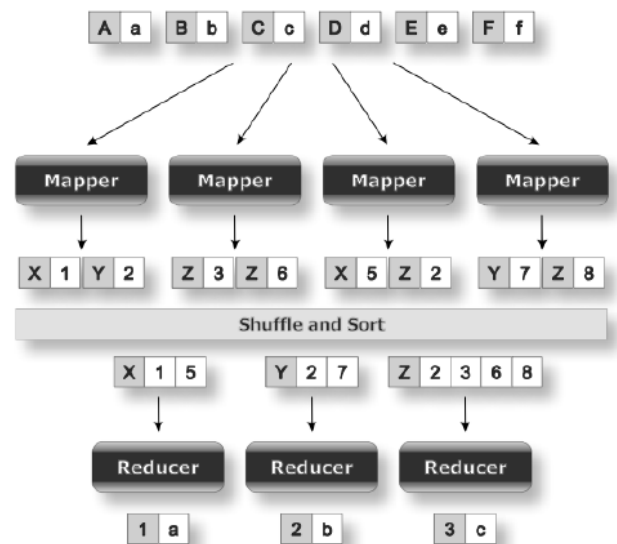 A a B b C c D d E e F f
Mapper Mapper Mapper Mapper
X 1 Y 2 Z 3 Z 6 X 5 Z 2 Y 7 Z 8
Shuffle and Sort
X 1 5 Y 2 7 Z 2 3 6 8
Reducer Reducer Reducer
1 a 2 b 3 c